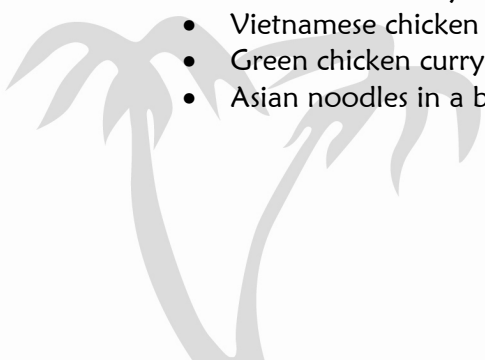 • Vietnamese chicken
• Green chicken curry
• Asian noodles in a